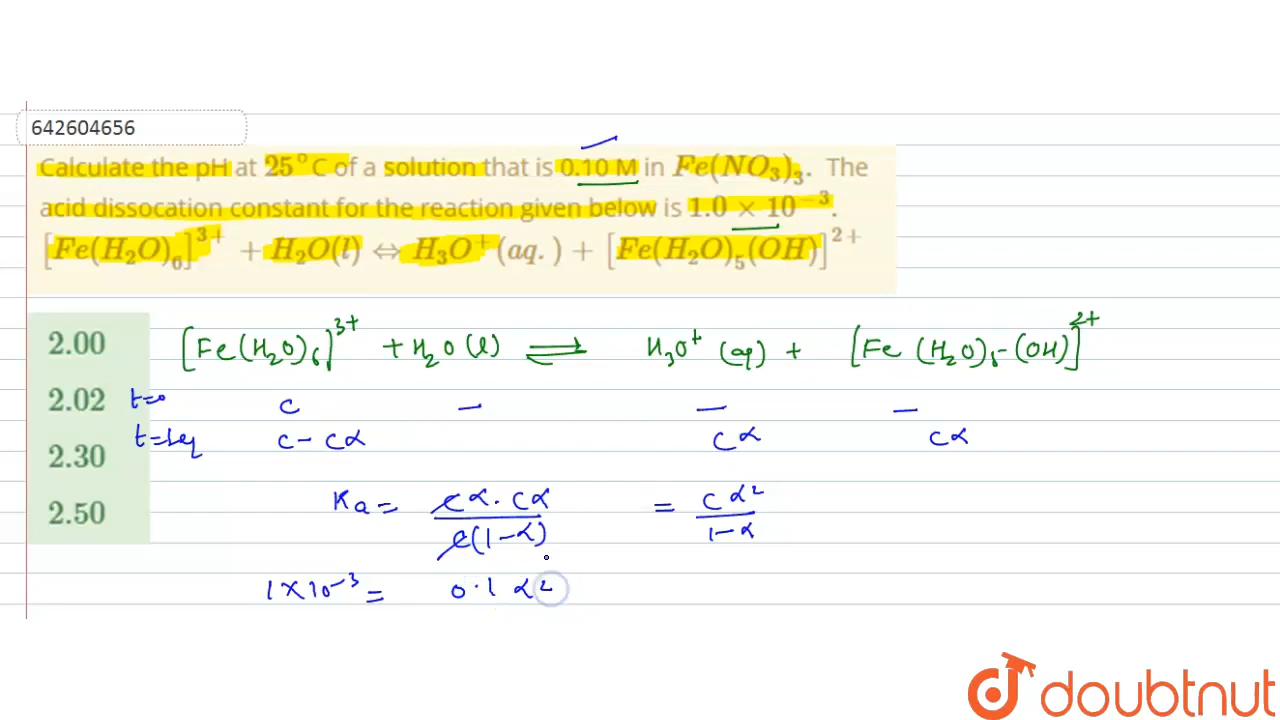 642604656
Calculate the pH at 25°C of a solution that is 0.10 M in Fe(NO₃)₃. The
acid dissocation constant for the reaction given below is 1.0 × 10⁻³.
[Fe(H₂O)₆]³⁺ + H₂O(l) ⇔ H₃O⁺(aq.) + [Fe(H₂O)₅(OH)]²⁺
2.00
2.02
2.30
2.50
[Fe(H₂O)₆]³⁺ + H₂O(l) ⇌ H₃O⁺(aq) + [Fe(H₂O)₅-(OH)]²⁺
t=0 C — — —
C - Cα Cα Cα
Ka = Cα.Cα / C(1-α) = Cα² / 1-α
1 × 10⁻³ = 0.1 α²
doubtnut